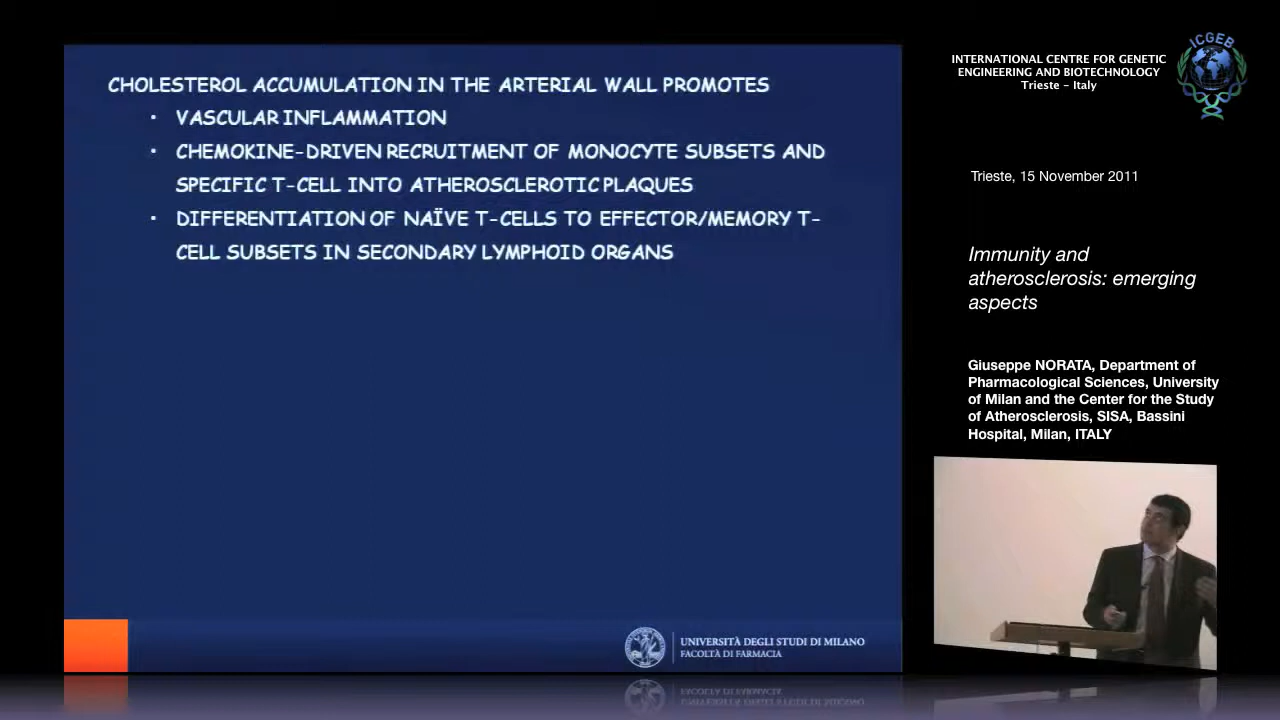 CHOLESTEROL ACCUMULATION IN THE ARTERIAL WALL PROMOTES
• VASCULAR INFLAMMATION
• CHEMOKINE-DRIVEN RECRUITMENT OF MONOCYTE SUBSETS AND
SPECIFIC T-CELL INTO ATHEROSCLEROTIC PLAQUES
• DIFFERENTIATION OF NAÏVE T-CELLS TO EFFECTOR/MEMORY T-
CELL SUBSETS IN SECONDARY LYMPHOID ORGANS
UNIVERSITÀ DEGLI STUDI DI MILANO
FACOLTÀ DI FARMACIA
INTERNATIONAL CENTRE FOR GENETIC
ENGINEERING AND BIOTECHNOLOGY
Trieste - Italy
ICGEB
Trieste, 15 November 2011
Immunity and
atherosclerosis: emerging
aspects
Giuseppe NORATA, Department of
Pharmacological Sciences, University
of Milan and the Center for the Study
of Atherosclerosis, SISA, Bassini
Hospital, Milan, ITALY